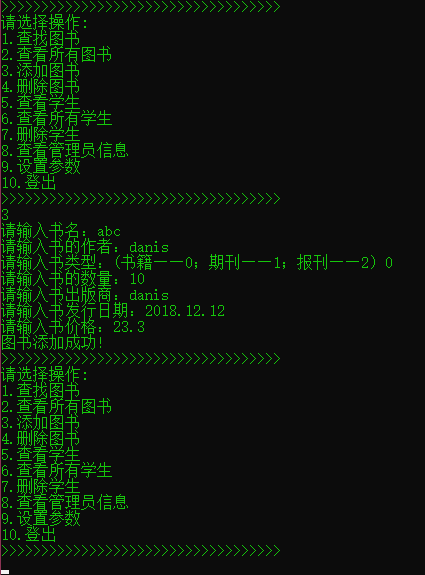 >>>>>>>>>>>>>>>>>>>>>>>>>>>>>>>>>>>
请选择操作:
1.查找图书
2.查看所有图书
3.添加图书
4.删除图书
5.查看学生
6.查看所有学生
7.删除学生
8.查看管理员信息
9.设置参数
10.登出
>>>>>>>>>>>>>>>>>>>>>>>>>>>>>>>>>>>
3
请输入书名：abc
请输入书的作者：danis
请输入书类型：(书籍——0；期刊——1；报刊——2) 0
请输入书的数量：10
请输入书出版商：danis
请输入书发行日期：2018.12.12
请输入书价格：23.3
图书添加成功!
>>>>>>>>>>>>>>>>>>>>>>>>>>>>>>>>>>>
请选择操作:
1.查找图书
2.查看所有图书
3.添加图书
4.删除图书
5.查看学生
6.查看所有学生
7.删除学生
8.查看管理员信息
9.设置参数
10.登出
>>>>>>>>>>>>>>>>>>>>>>>>>>>>>>>>>>>